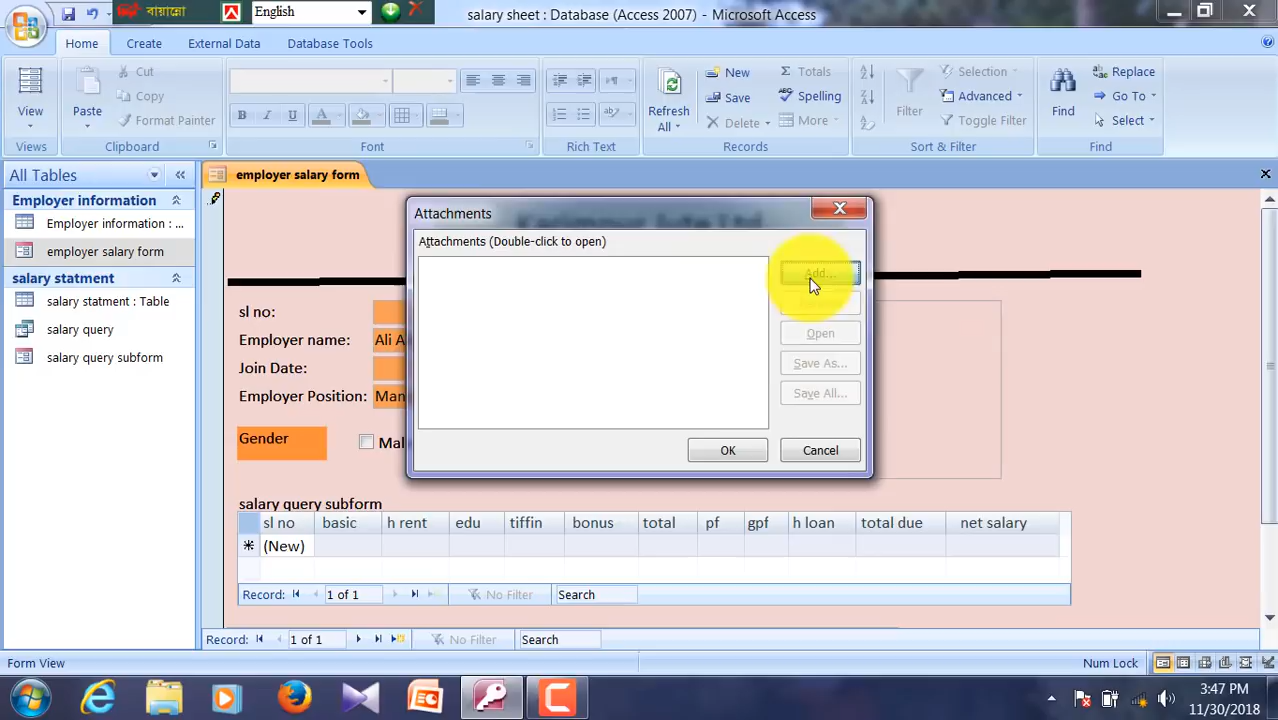 বায়ান্নো
English
salary sheet : Database (Access 2007) - Microsoft Access
Home Create External Data Database Tools
View
Views
Paste
Cut
Copy
Format Painter
Clipboard
B I U A
Font
Rich Text
Refresh All
New
Save
Delete
Totals
Spelling
More
Records
Filter
Selection
Advanced
Toggle Filter
Sort & Filter
Find
Replace
Go To
Select
Find
All Tables
Employer information
Employer information : ...
employer salary form
salary statment
salary statment : Table
salary query
salary query subform
employer salary form
Attachments
Attachments (Double-click to open)
Add...
Open
Save As...
Save All...
OK Cancel
sl no:
Employer name: Ali A
Join Date:
Employer Position: Man
Gender Mal
salary query subform
sl no basic h rent edu tiffin bonus total pf gpf h loan total due net salary
(New)
Record: 1 of 1 No Filter Search
Record: 1 of 1 No Filter Search
Form View Num Lock
3:47 PM
11/30/2018